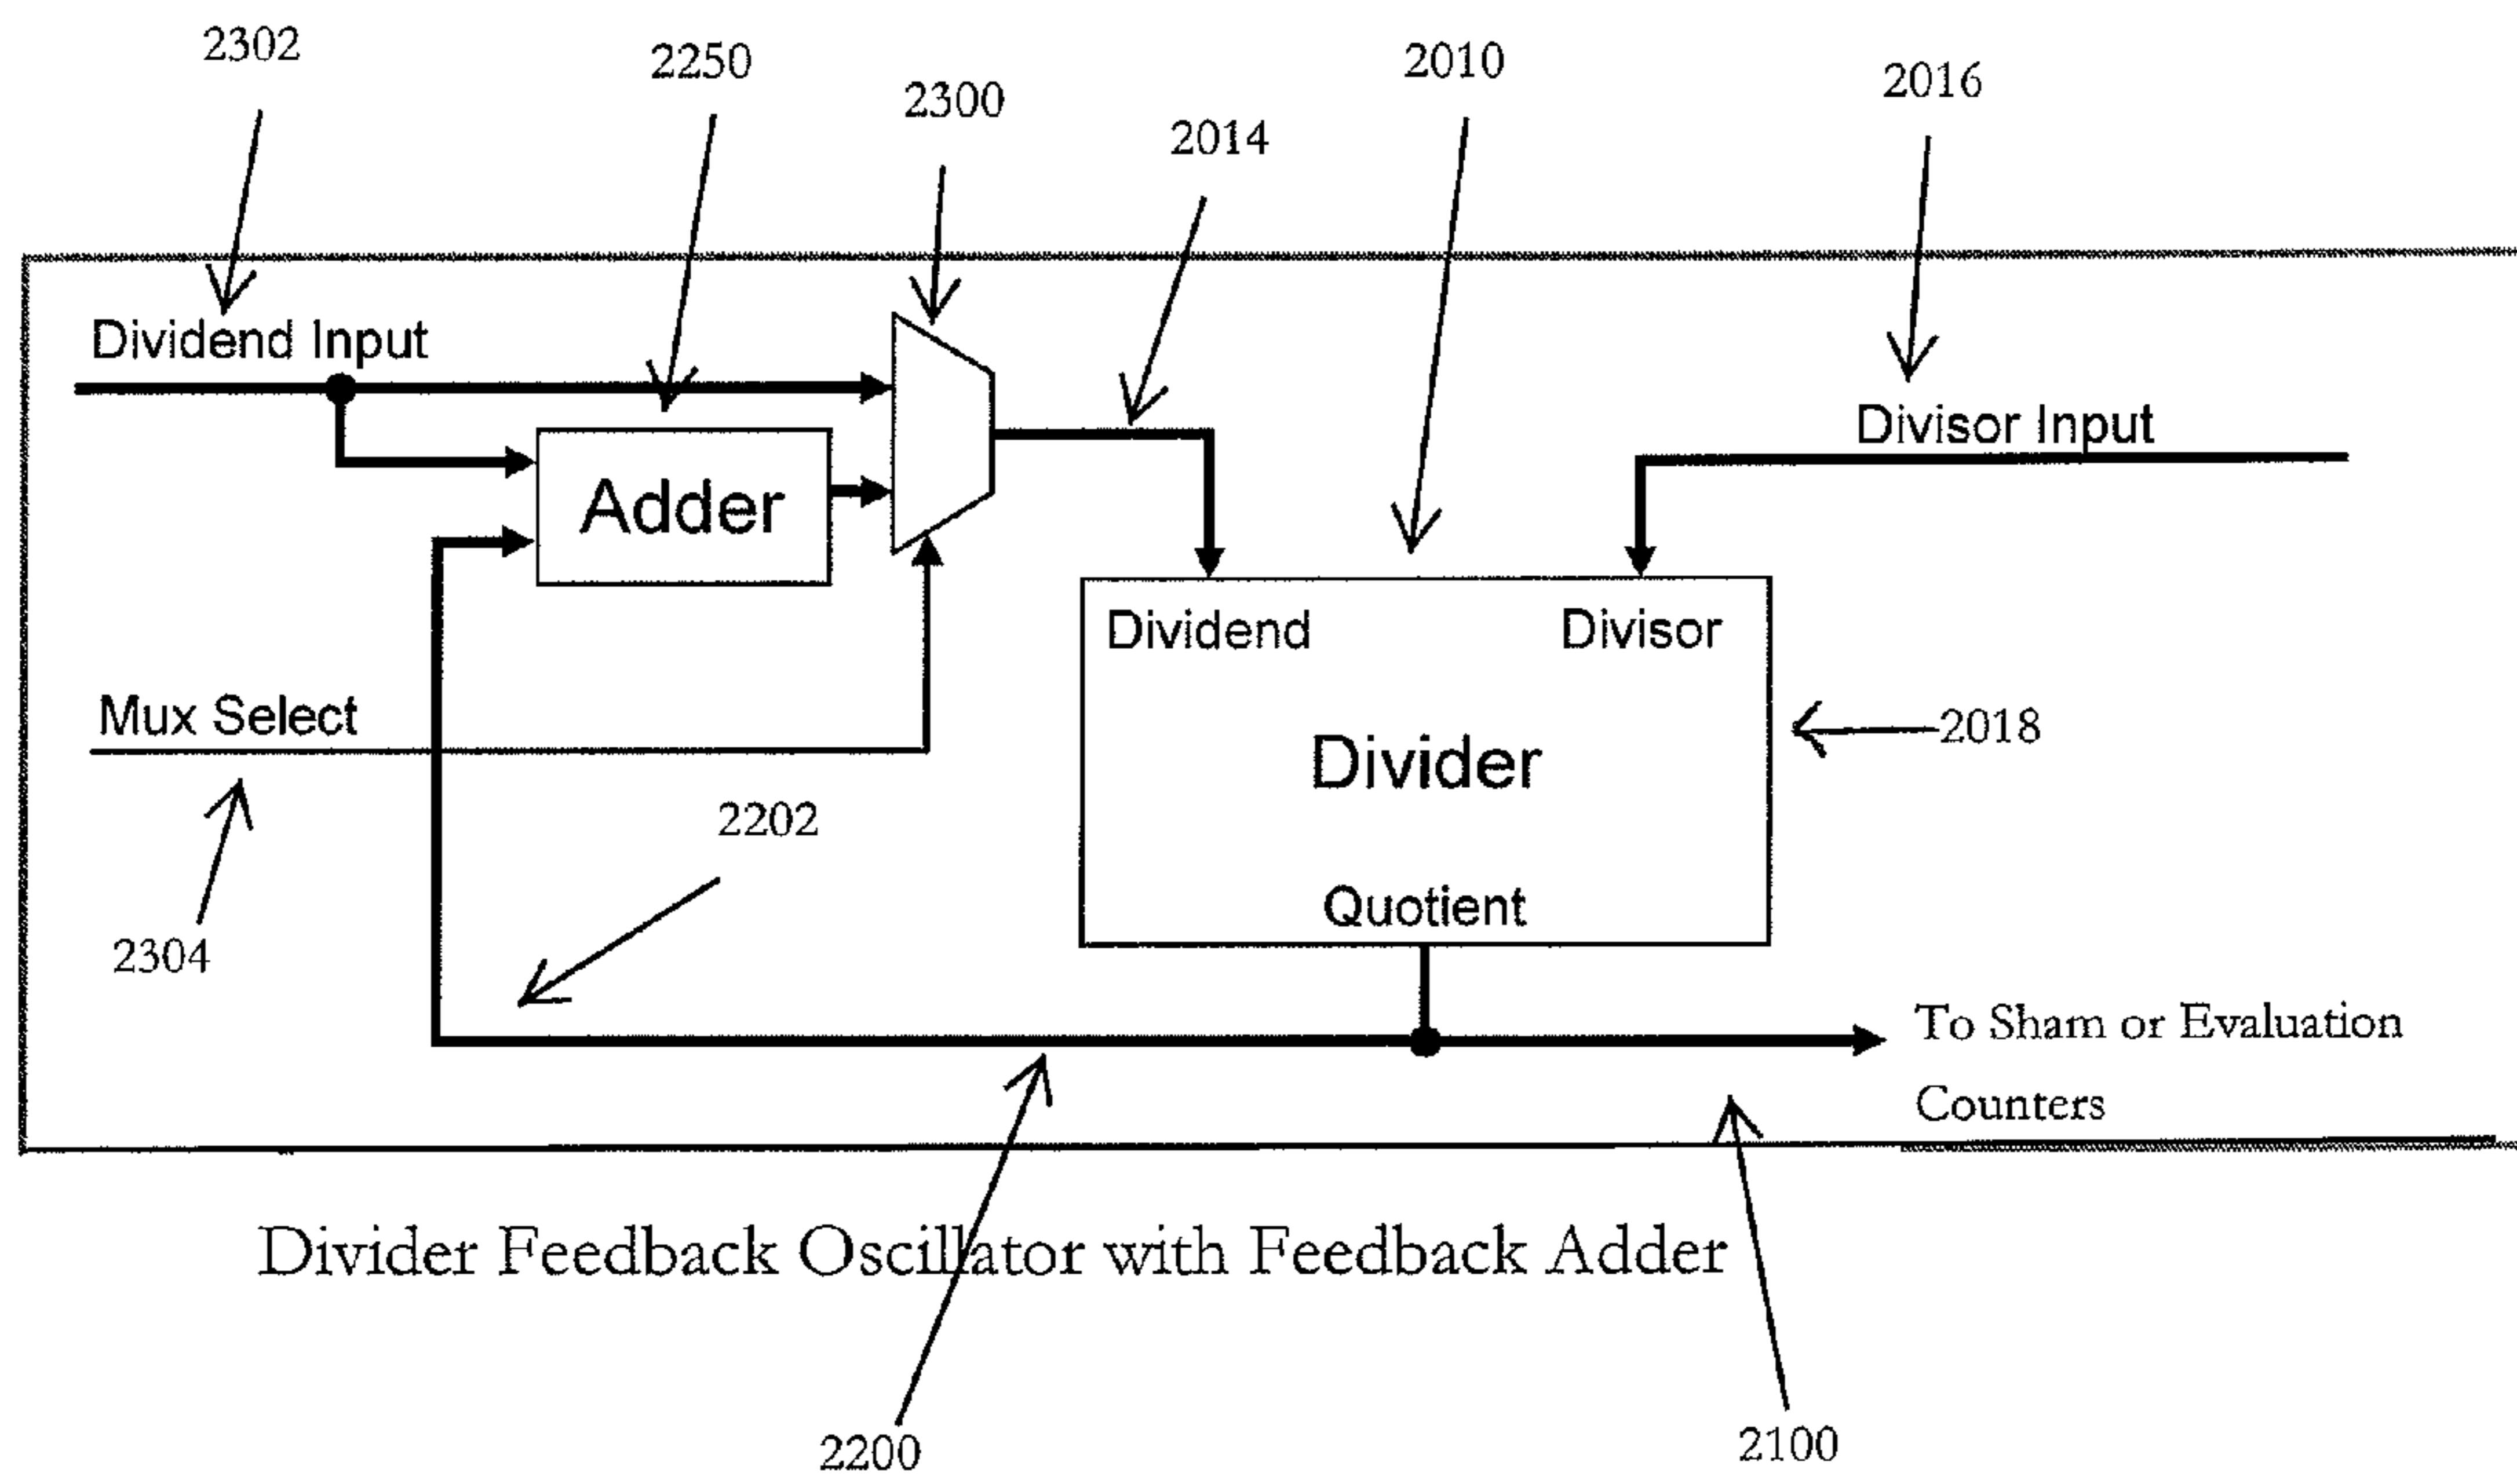 2302
2250
2300
2010
2014
2016
Dividend Input
Divisor Input
Adder
Dividend
Divisor
Mux Select
2018
Divider
2202
Quotient
2304
To Sham or Evaluation
Counters
Divider Feedback Oscillator with Feedback Adder
2200
2100